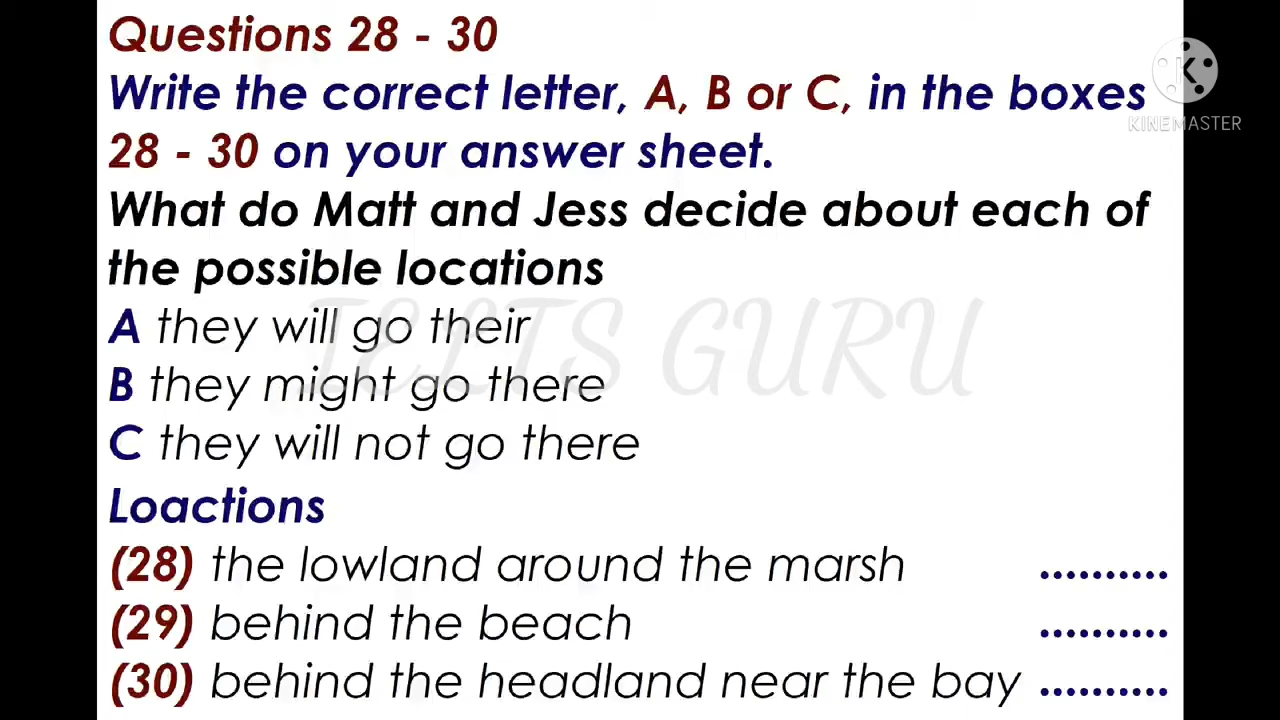 Questions 28 - 30
Write the correct letter, A, B or C, in the boxes
28 - 30 on your answer sheet.
What do Matt and Jess decide about each of
the possible locations
A they will go their
B they might go there
C they will not go there
Loactions
(28) the lowland around the marsh ..........
(29) behind the beach ..........
(30) behind the headland near the bay ..........
K
KINEMASTER
IELTS GURU